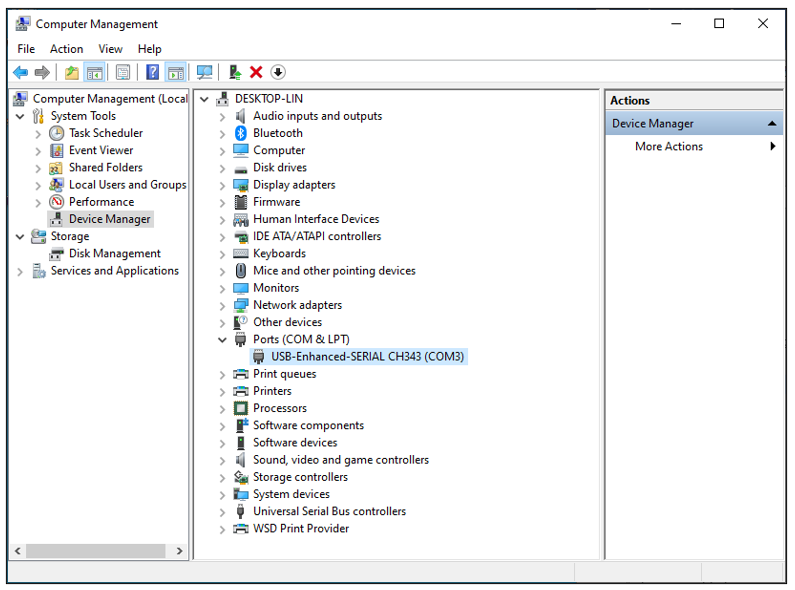 Computer Management
File Action View Help
Computer Management (Local
System Tools
Task Scheduler
Event Viewer
Shared Folders
Local Users and Groups
Performance
Device Manager
Storage
Disk Management
Services and Applications
DESKTOP-LIN
Audio inputs and outputs
Bluetooth
Computer
Disk drives
Display adapters
Firmware
Human Interface Devices
IDE ATA/ATAPI controllers
Keyboards
Mice and other pointing devices
Monitors
Network adapters
Other devices
Ports (COM & LPT)
USB-Enhanced-SERIAL CH343 (COM3)
Print queues
Printers
Processors
Software components
Software devices
Sound, video and game controllers
Storage controllers
System devices
Universal Serial Bus controllers
WSD Print Provider
Actions
Device Manager
More Actions